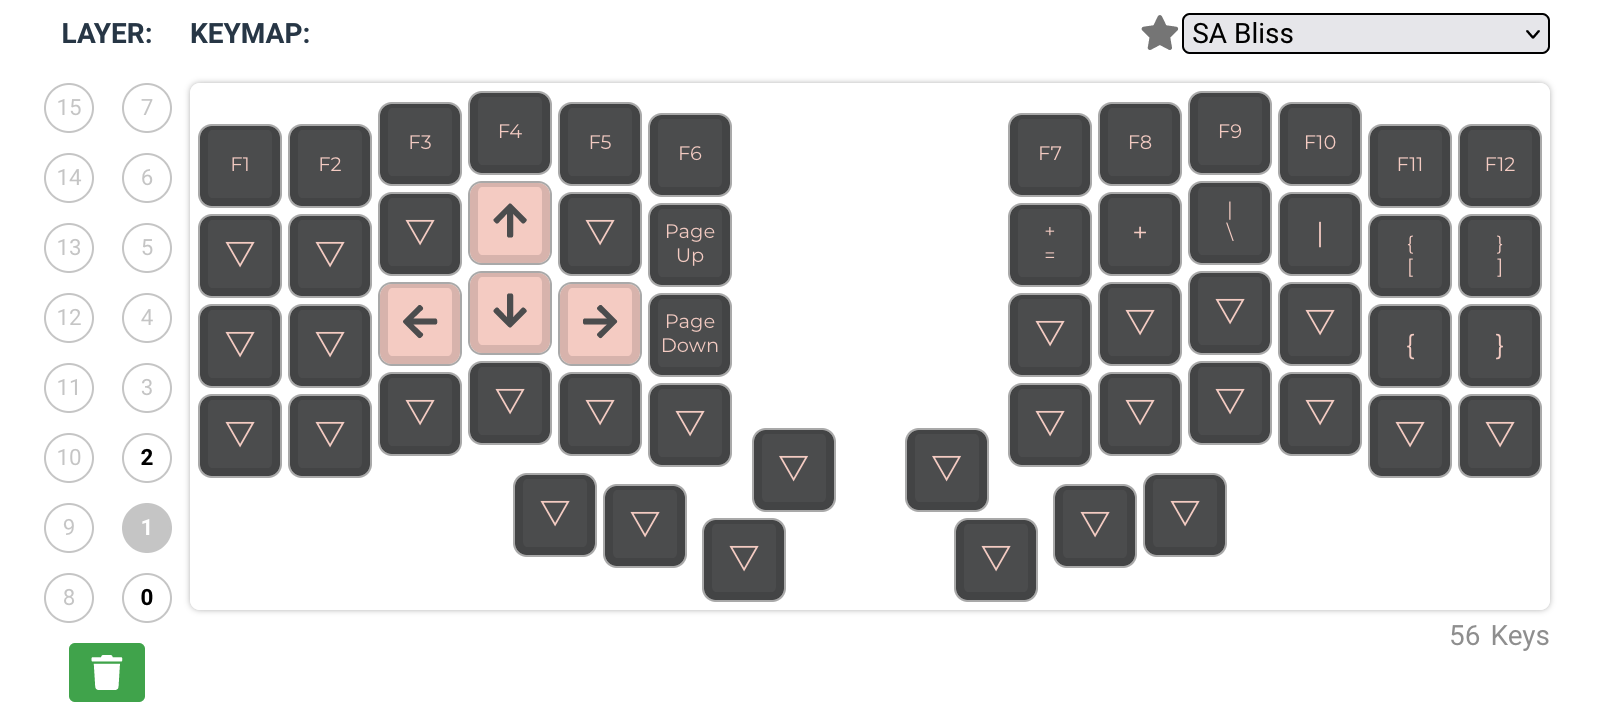 LAYER: KEYMAP: SA Bliss
15 7
14 6
13 5
12 4
11 3
10 2
9 1
8 0
F1 F2 F3 F4 F5 F6 F7 F8 F9 F10 F11 F12
Page
Up
+
=
+
|
\
|
{
[
}
]
Page
Down
{
}
56 Keys